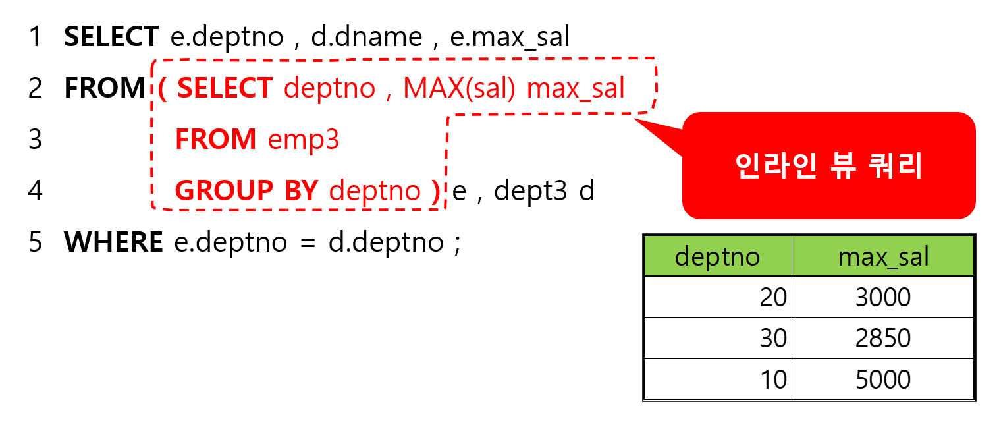 1 SELECT e.deptno , d.dname , e.max_sal
2 FROM ( SELECT deptno , MAX(sal) max_sal
3 FROM emp3
4 GROUP BY deptno ) e , dept3 d
5 WHERE e.deptno = d.deptno ;
인라인 뷰 쿼리
deptno max_sal
20 3000
30 2850
10 5000